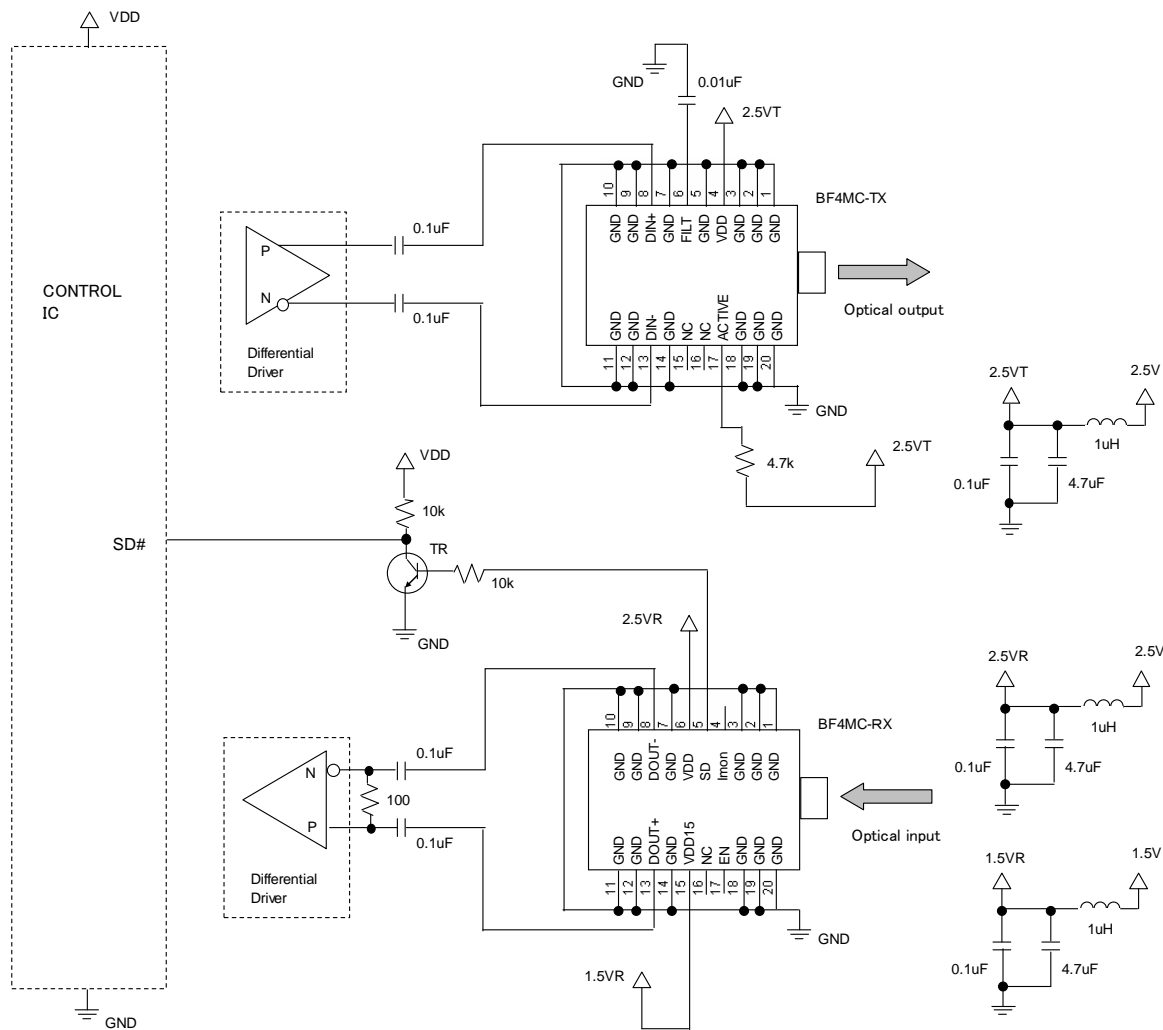 VDD
CONTROL
IC
SD#
GND
GND
0.01uF
2.5VT
BF4MC-TX
10
9
8
7
6
5
4
3
2
1
GND
GND
DIN+
GND
FILT
GND
VDD
GND
GND
GND
GND
GND
DIN-
GND
NC
NC
ACTIVE
GND
GND
GND
11
12
13
14
15
16
17
18
19
20
GND
Optical output
0.1uF
0.1uF
P
N
Differential
Driver
4.7k
2.5VT
2.5VT
2.5V
1uH
0.1uF
4.7uF
VDD
10k
TR
10k
GND
2.5VR
BF4MC-RX
10
9
8
7
6
5
4
3
2
1
GND
GND
DOUT-
GND
VDD
SD
Imon
GND
GND
GND
GND
GND
DOUT+
GND
VDD15
NC
EN
GND
GND
GND
11
12
13
14
15
16
17
18
19
20
GND
Optical input
0.1uF
0.1uF
N
100
P
Differential
Driver
1.5VR
2.5VR
2.5V
1uH
0.1uF
4.7uF
1.5VR
1.5V
1uH
0.1uF
4.7uF